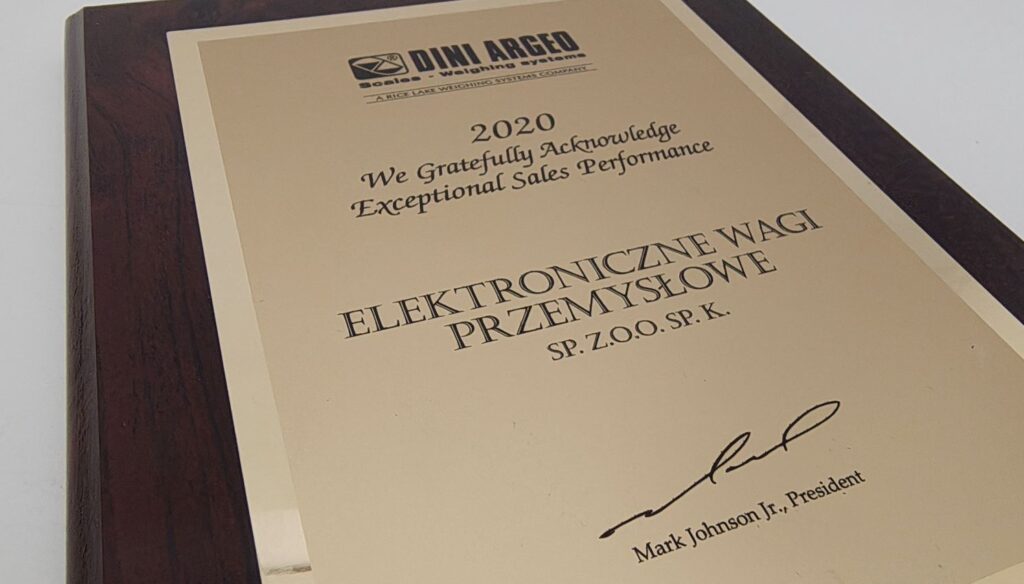 DINI ARGEO
Scales - Weighing systems
A RICE LAKE WEIGHING SYSTEMS COMPANY
2020
We Gratefully Acknowledge
Exceptional Sales Performance
ELEKTRONICZNE WAGI
PRZEMYSŁOWE
SP. Z.O.O. SP. K.
Mark Johnson Jr., President